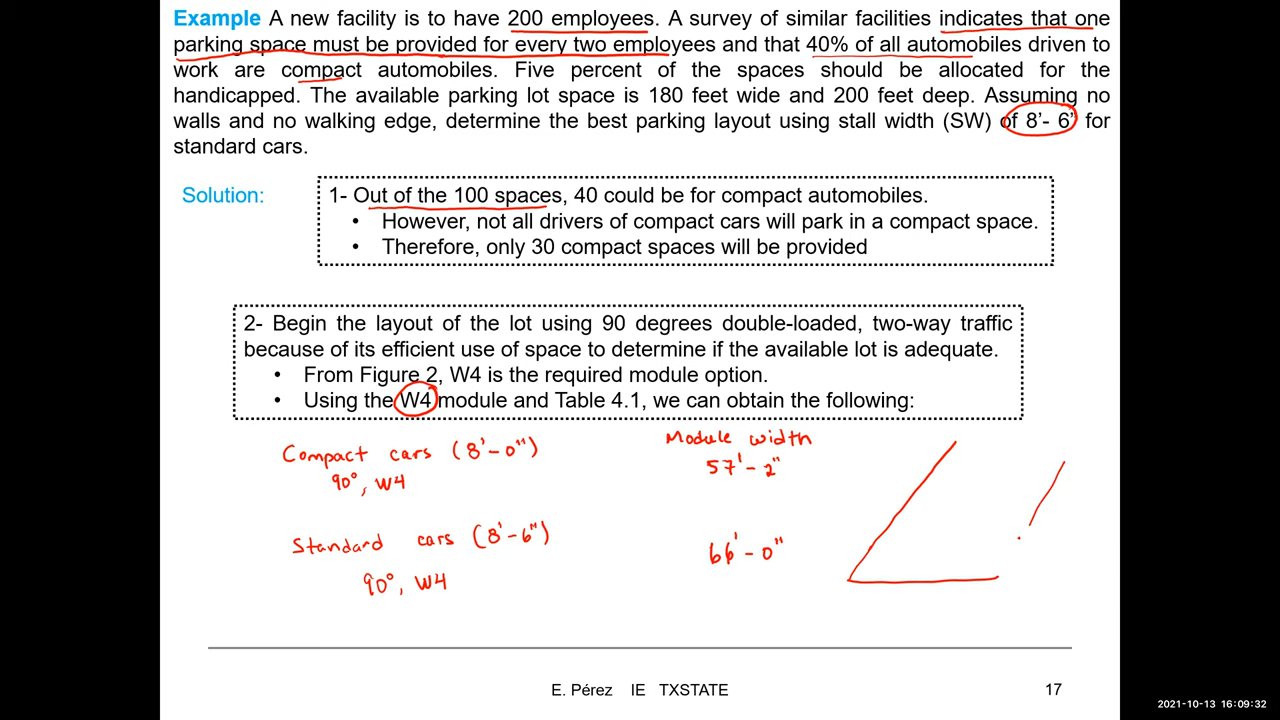 Example A new facility is to have 200 employees. A survey of similar facilities indicates that one
parking space must be provided for every two employees and that 40% of all automobiles driven to
work are compact automobiles. Five percent of the spaces should be allocated for the
handicapped. The available parking lot space is 180 feet wide and 200 feet deep. Assuming no
walls and no walking edge, determine the best parking layout using stall width (SW) of 8’- 6” for
standard cars.
Solution:
1- Out of the 100 spaces, 40 could be for compact automobiles.
• However, not all drivers of compact cars will park in a compact space.
• Therefore, only 30 compact spaces will be provided
2- Begin the layout of the lot using 90 degrees double-loaded, two-way traffic
because of its efficient use of space to determine if the available lot is adequate.
• From Figure 2, W4 is the required module option.
• Using the W4 module and Table 4.1, we can obtain the following:
Module width
Compact cars (8'-0")
57'-2"
90°, W4
Standard cars (8'-6")
66'-0"
90°, W4
E. Pérez IE TXSTATE
17
2021-10-13 16:09:32